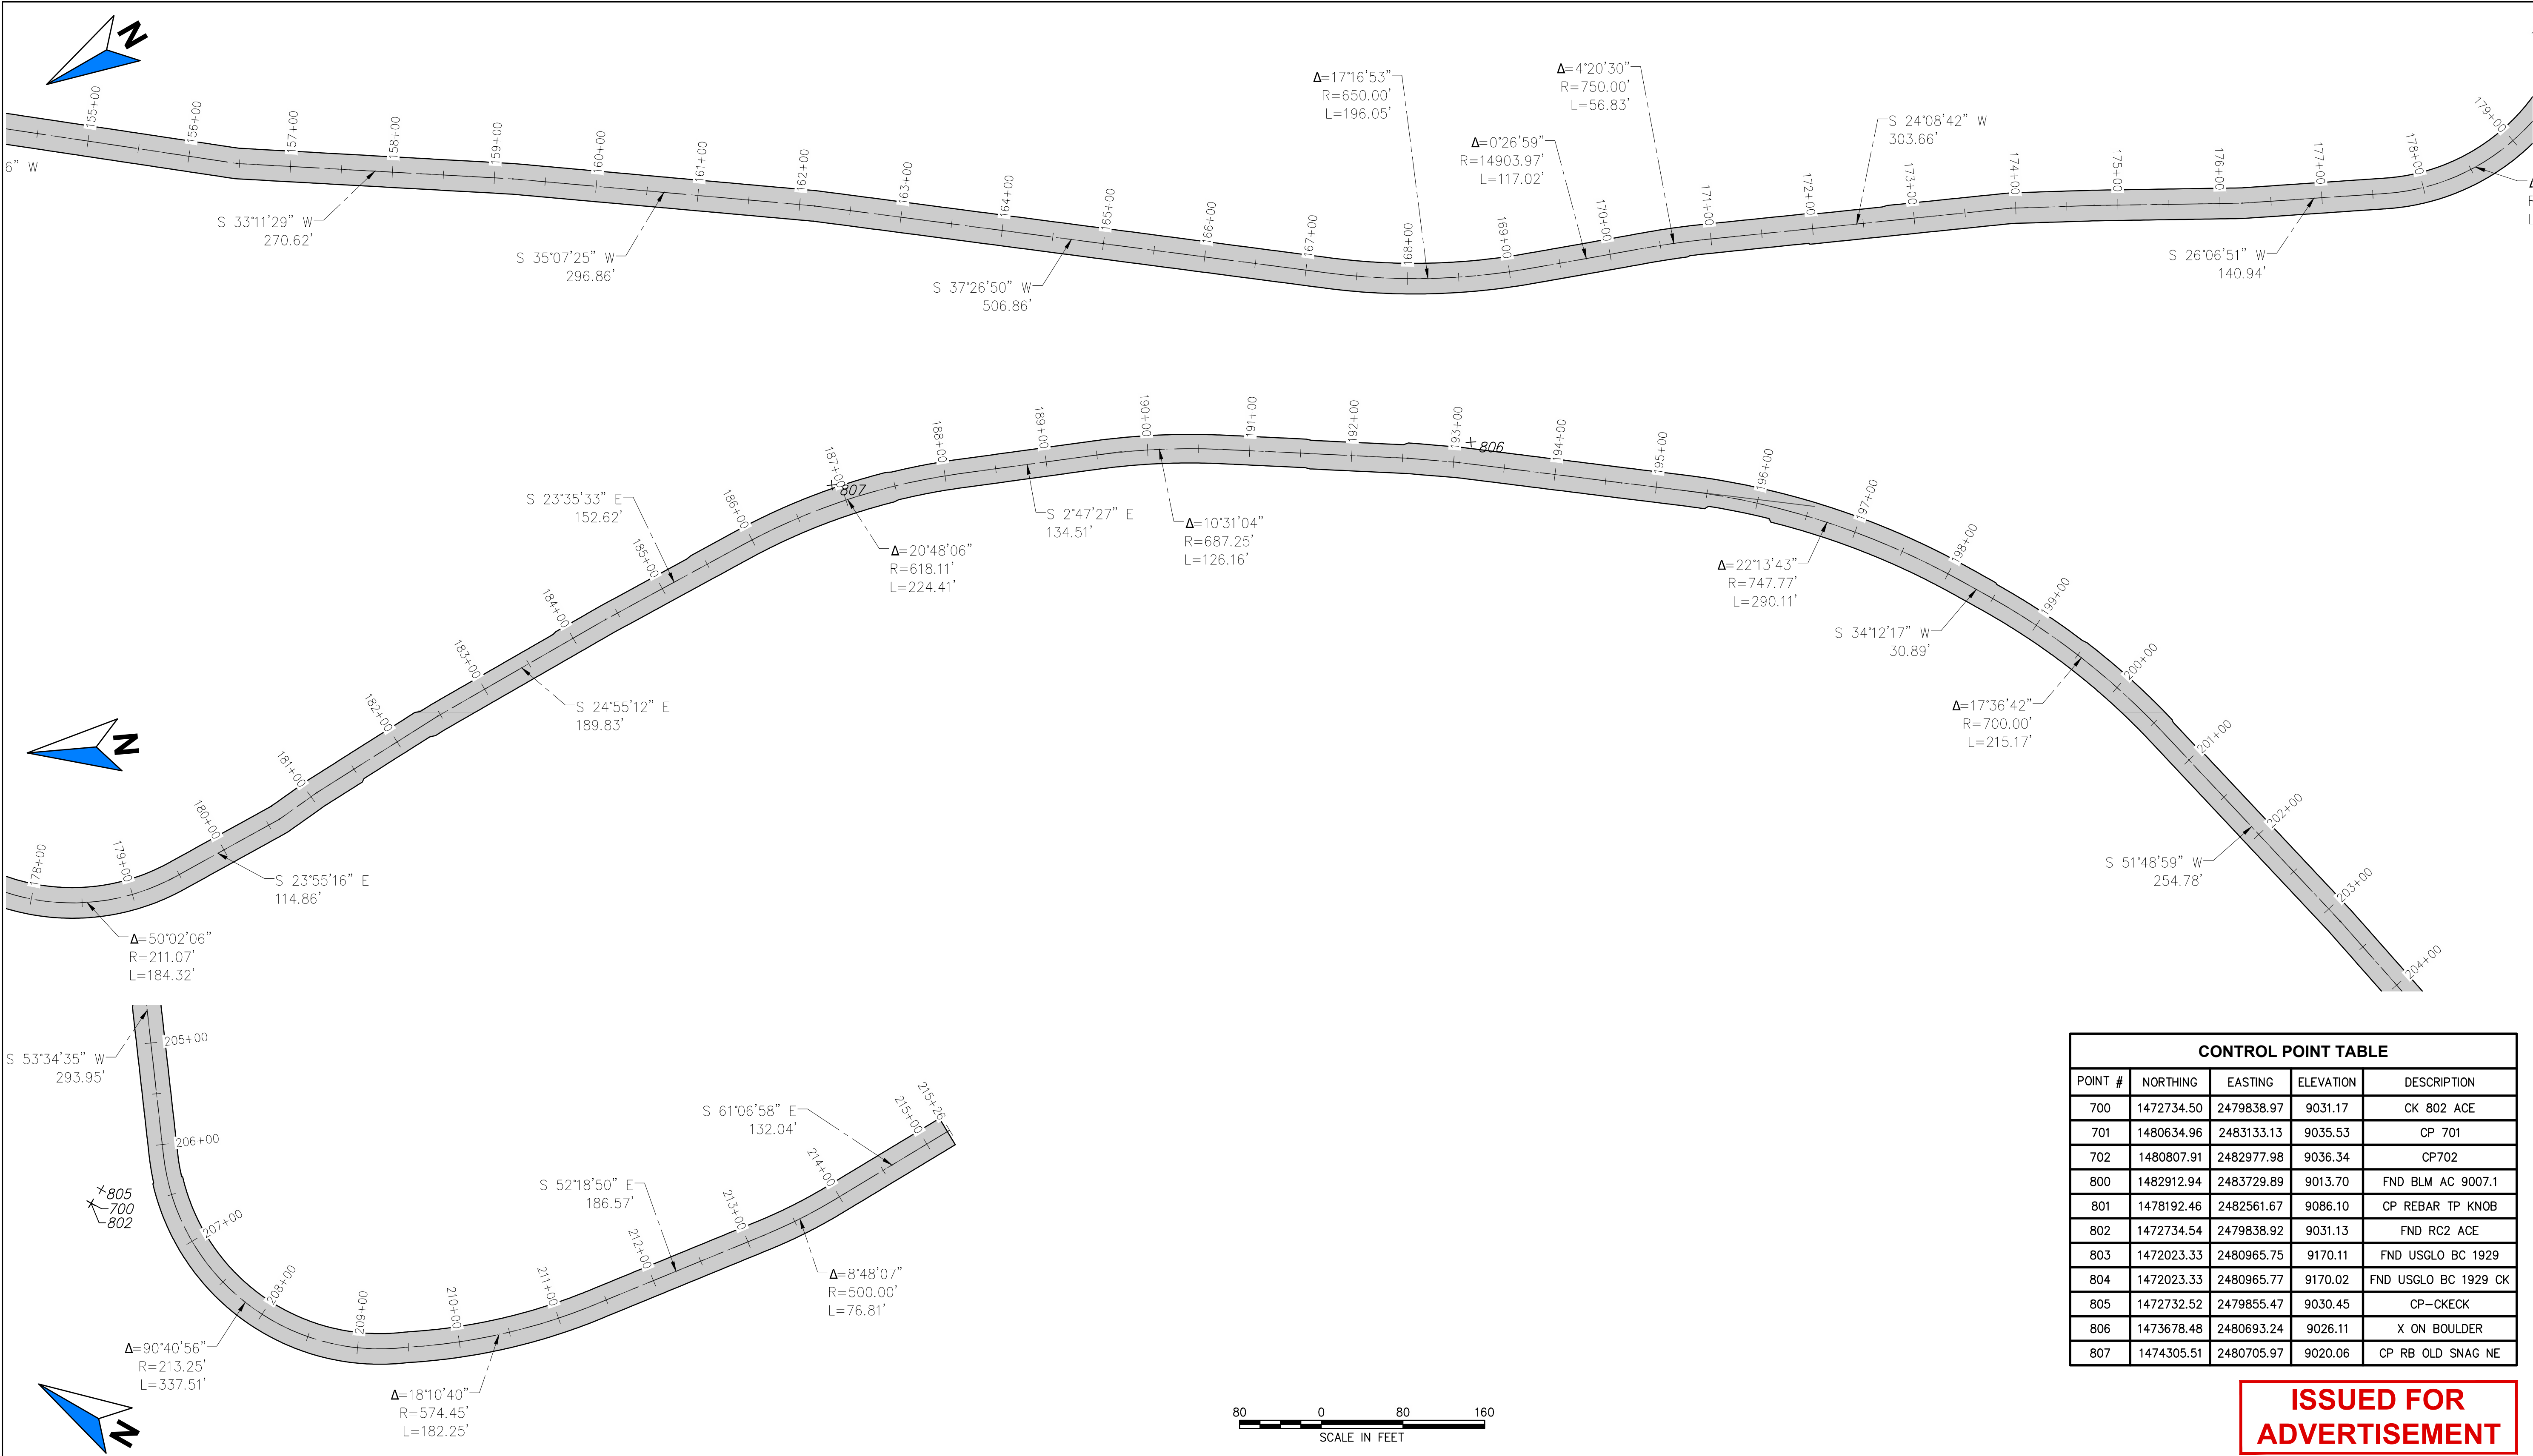 N
155+00
156+00
157+00
158+00
159+00
160+00
161+00
162+00
163+00
164+00
165+00
166+00
167+00
168+00
169+00
170+00
171+00
172+00
173+00
174+00
175+00
176+00
177+00
178+00
179+00
6" W
S 33°11'29" W
270.62'
S 35°07'25" W
296.86'
S 37°26'50" W
506.86'
Δ=17°16'53"
R=650.00'
L=196.05'
Δ=0°26'59"
R=14903.97'
L=117.02'
Δ=4°20'30"
R=750.00'
L=56.83'
S 24°08'42" W
303.66'
S 26°06'51" W
140.94'
N
178+00
179+00
180+00
181+00
182+00
183+00
184+00
185+00
186+00
187+00
188+00
189+00
190+00
191+00
192+00
193+00
194+00
195+00
196+00
197+00
198+00
199+00
200+00
201+00
202+00
203+00
204+00
807
806
Δ=50°02'06"
R=211.07'
L=184.32'
S 23°55'16" E
114.86'
S 24°55'12" E
189.83'
S 23°35'33" E
152.62'
Δ=20°48'06"
R=618.11'
L=224.41'
S 2°47'27" E
134.51'
Δ=10°31'04"
R=687.25'
L=126.16'
Δ=22°13'43"
R=747.77'
L=290.11'
S 34°12'17" W
30.89'
Δ=17°36'42"
R=700.00'
L=215.17'
S 51°48'59" W
254.78'
S 53°34'35" W
293.95'
205+00
206+00
207+00
208+00
209+00
210+00
211+00
212+00
213+00
214+00
215+00
215+26
805
700
802
Δ=90°40'56"
R=213.25'
L=337.51'
Δ=18°10'40"
R=574.45'
L=182.25'
S 52°18'50" E
186.57'
Δ=8°48'07"
R=500.00'
L=76.81'
S 61°06'58" E
132.04'
N
80 0 80 160
SCALE IN FEET
CONTROL POINT TABLE
POINT # NORTHING EASTING ELEVATION DESCRIPTION
700 1472734.50 2479838.97 9031.17 CK 802 ACE
701 1480634.96 2483133.13 9035.53 CP 701
702 1480807.91 2482977.98 9036.34 CP702
800 1482912.94 2483729.89 9013.70 FND BLM AC 9007.1
801 1478192.46 2482561.67 9086.10 CP REBAR TP KNOB
802 1472734.54 2479838.92 9031.13 FND RC2 ACE
803 1472023.33 2480965.75 9170.11 FND USGLO BC 1929
804 1472023.33 2480965.77 9170.02 FND USGLO BC 1929 CK
805 1472732.52 2479855.47 9030.45 CP-CKECK
806 1473678.48 2480693.24 9026.11 X ON BOULDER
807 1474305.51 2480705.97 9020.06 CP RB OLD SNAG NE
ISSUED FOR
ADVERTISEMENT